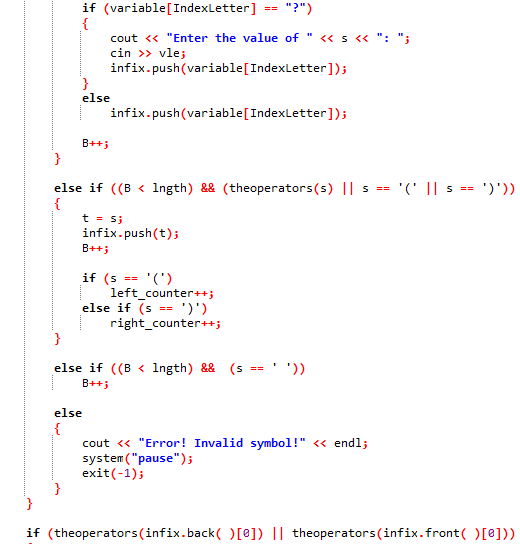 if (variable[IndexLetter] == "?")
{
cout << "Enter the value of " << s << ": ";
cin >> vle;
infix.push(variable[IndexLetter]);
}
else
infix.push(variable[IndexLetter]);
B++;
}
else if ((B < lngth) && (theoperators(s) || s == '(' || s == ')'))
{
t = s;
infix.push(t);
B++;
if (s == '(')
left_counter++;
else if (s == ')')
right_counter++;
}
else if ((B < lngth) &&  (s == ' '))
B++;
else
{
cout << "Error! Invalid symbol!" << endl;
system("pause");
exit(-1);
}
}
if (theoperators(infix.back( )[0]) || theoperators(infix.front( )[0]))